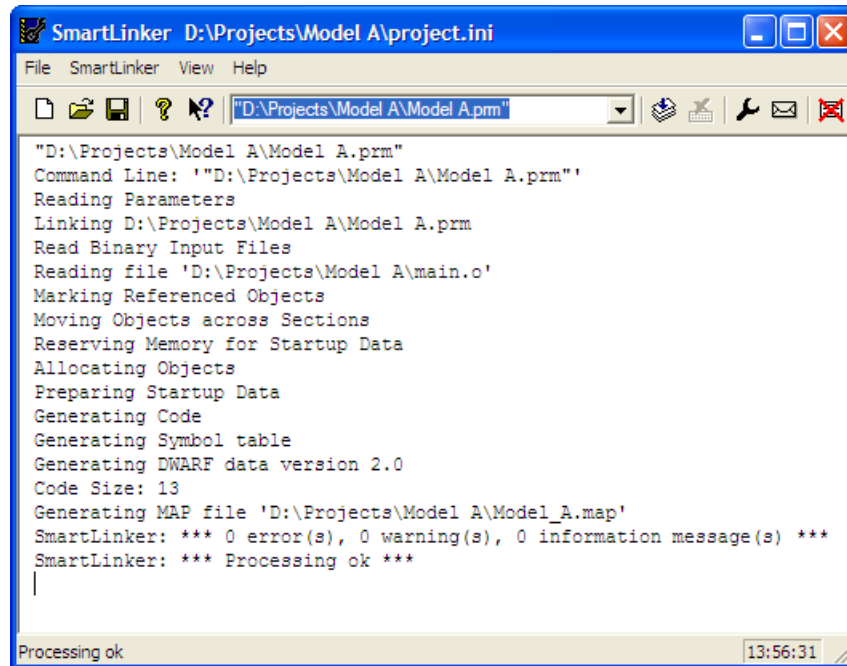 SmartLinker D:\Projects\Model A\project.ini
File SmartLinker View Help
"D:\Projects\Model A\Model A.prm"
"D:\Projects\Model A\Model A.prm"
Command Line: '"D:\Projects\Model A\Model A.prm"'
Reading Parameters
Linking D:\Projects\Model A\Model A.prm
Read Binary Input Files
Reading file 'D:\Projects\Model A\main.o'
Marking Referenced Objects
Moving Objects across Sections
Reserving Memory for Startup Data
Allocating Objects
Preparing Startup Data
Generating Code
Generating Symbol table
Generating DWARF data version 2.0
Code Size: 13
Generating MAP file 'D:\Projects\Model A\Model_A.map'
SmartLinker: *** 0 error(s), 0 warning(s), 0 information message(s) ***
SmartLinker: *** Processing ok ***
Processing ok 13:56:31